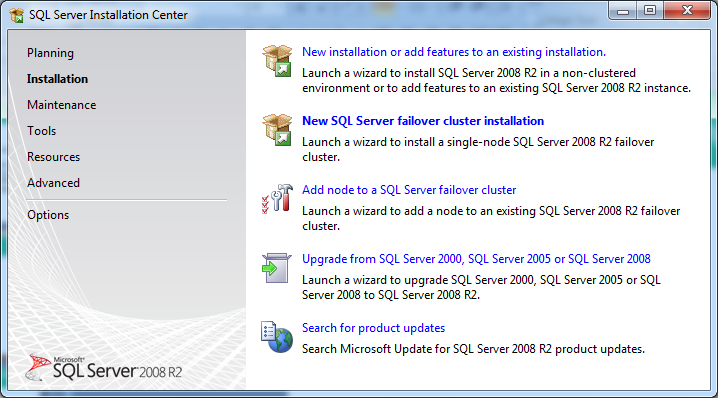 SQL Server Installation Center
Planning
Installation
Maintenance
Tools
Resources
Advanced
Options
Microsoft®
SQL Server® 2008 R2
New installation or add features to an existing installation.
Launch a wizard to install SQL Server 2008 R2 in a non-clustered
environment or to add features to an existing SQL Server 2008 R2 instance.
New SQL Server failover cluster installation
Launch a wizard to install a single-node SQL Server 2008 R2 failover
cluster.
Add node to a SQL Server failover cluster
Launch a wizard to add a node to an existing SQL Server 2008 R2 failover
cluster.
Upgrade from SQL Server 2000, SQL Server 2005 or SQL Server 2008
Launch a wizard to upgrade SQL Server 2000, SQL Server 2005 or SQL
Server 2008 to SQL Server 2008 R2.
Search for product updates
Search Microsoft Update for SQL Server 2008 R2 product updates.